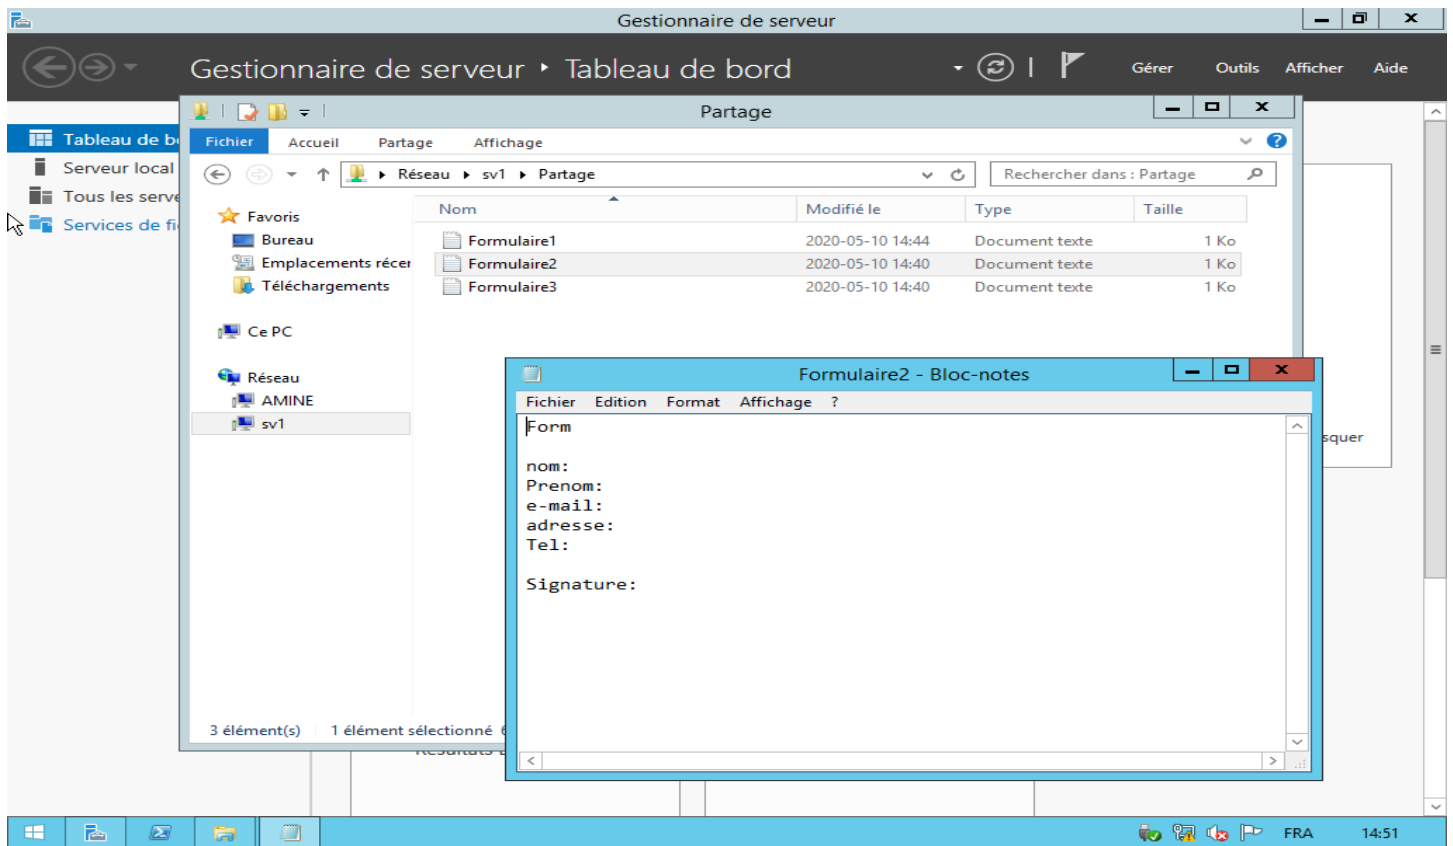 Gestionnaire de serveur
Gestionnaire de serveur ‣ Tableau de bord
Gérer Outils Afficher Aide
Tableau de b
Serveur local
Tous les serve
Services de fi
Partage
Fichier Accueil Partage Affichage
Réseau ▸ sv1 ▸ Partage
Rechercher dans : Partage
Favoris
Bureau
Emplacements récer
Téléchargements
Ce PC
Réseau
AMINE
sv1
Nom Modifié le Type Taille
Formulaire1 2020-05-10 14:44 Document texte 1 Ko
Formulaire2 2020-05-10 14:40 Document texte 1 Ko
Formulaire3 2020-05-10 14:40 Document texte 1 Ko
3 élément(s) 1 élément sélectionné
Formulaire2 - Bloc-notes
Fichier Edition Format Affichage ?
Form
nom:
Prenom:
e-mail:
adresse:
Tel:
Signature:
squer
FRA 14:51